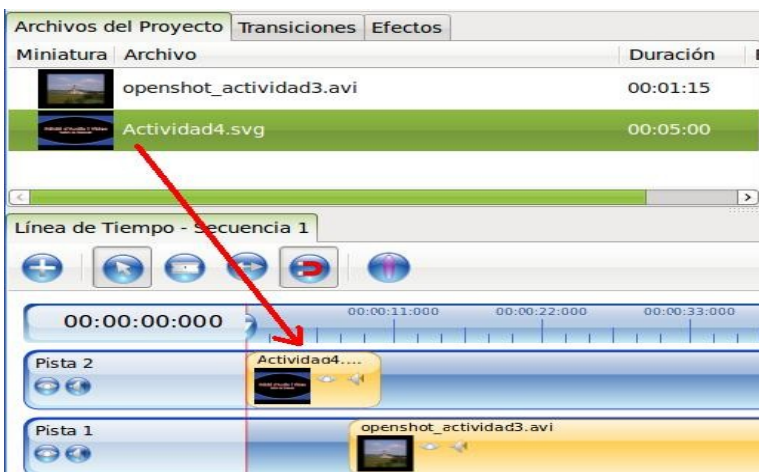 Archivos del Proyecto Transiciones Efectos
Miniatura Archivo Duración
openshot_actividad3.avi 00:01:15
Actividad4.svg 00:05:00
Línea de Tiempo - Secuencia 1
00:00:00:000 00:00:11:000 00:00:22:000 00:00:33:000
Pista 2 Actividad4....
Pista 1 openshot_actividad3.avi